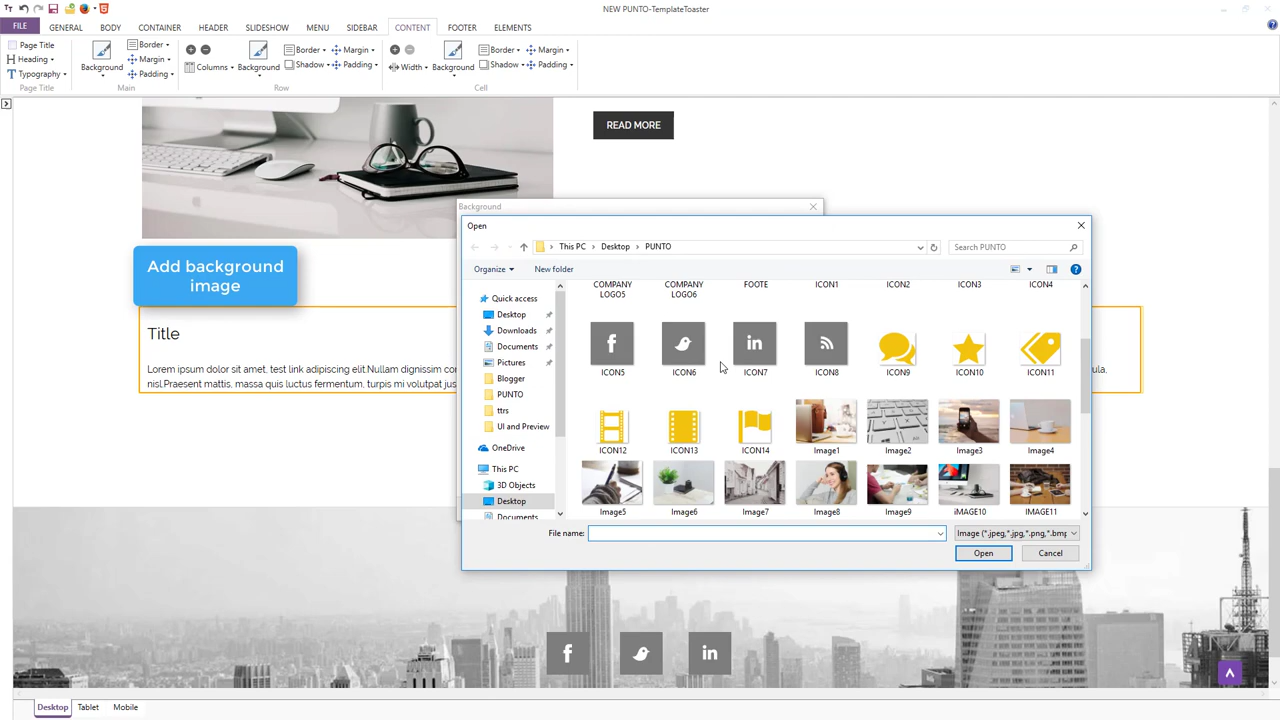 NEW PUNTO-TemplateToaster
FILE GENERAL BODY CONTAINER HEADER SLIDESHOW MENU SIDEBAR CONTENT FOOTER ELEMENTS
Page Title
Heading
Typography
Page Title
Background
Border
Margin
Padding
Main
Columns
Background
Border
Shadow
Margin
Padding
Row
Width
Background
Border
Shadow
Margin
Padding
Cell
READ MORE
Add background
image
Title
Lorem ipsum dolor sit amet, test link adipiscing elit.Nullam dignissim con
nisl.Praesent mattis, massa quis luctus fermentum, turpis mi volutpat jus
ula,
Background
Open
This PC > Desktop > PUNTO
Search PUNTO
Organize New folder
Quick access
Desktop
Downloads
Documents
Pictures
Blogger
PUNTO
ttrs
UI and Preview
OneDrive
This PC
3D Objects
Desktop
Documents
COMPANY LOGO5
COMPANY LOGO6
FOOTE
ICON1
ICON2
ICON3
ICON4
ICON5
ICON6
ICON7
ICON8
ICON9
ICON10
ICON11
ICON12
ICON13
ICON14
Image1
Image2
Image3
Image4
Image5
Image6
Image7
Image8
Image9
iMAGE10
IMAGE11
File name:
Image (*.jpeg,*.jpg,*.png,*.bmp
Open Cancel
Desktop Tablet Mobile